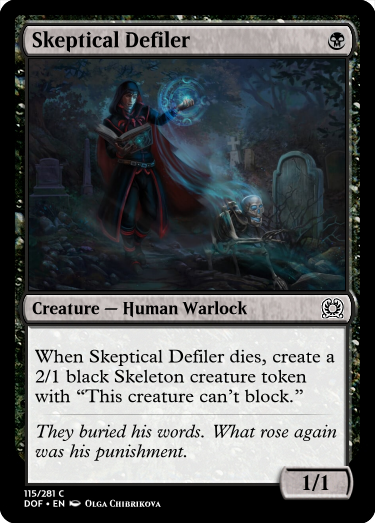 Skeptical Defiler
Creature — Human Warlock
When Skeptical Defiler dies, create a
2/1 black Skeleton creature token
with “This creature can’t block.”
They buried his words. What rose again
was his punishment.
1/1
115/281 C
DOF • EN Olga Chibrikova